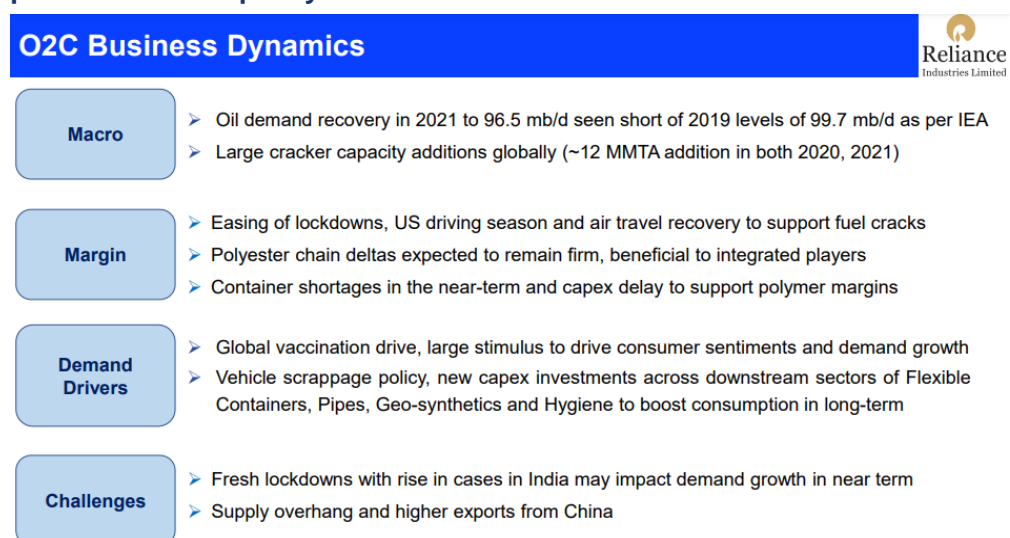 O2C Business Dynamics
Reliance
Industries Limited
Macro
➢ Oil demand recovery in 2021 to 96.5 mb/d seen short of 2019 levels of 99.7 mb/d as per IEA
➢ Large cracker capacity additions globally (~12 MMTA addition in both 2020, 2021)
Margin
➢ Easing of lockdowns, US driving season and air travel recovery to support fuel cracks
➢ Polyester chain deltas expected to remain firm, beneficial to integrated players
➢ Container shortages in the near-term and capex delay to support polymer margins
Demand
Drivers
➢ Global vaccination drive, large stimulus to drive consumer sentiments and demand growth
➢ Vehicle scrappage policy, new capex investments across downstream sectors of Flexible
Containers, Pipes, Geo-synthetics and Hygiene to boost consumption in long-term
Challenges
➢ Fresh lockdowns with rise in cases in India may impact demand growth in near term
➢ Supply overhang and higher exports from China